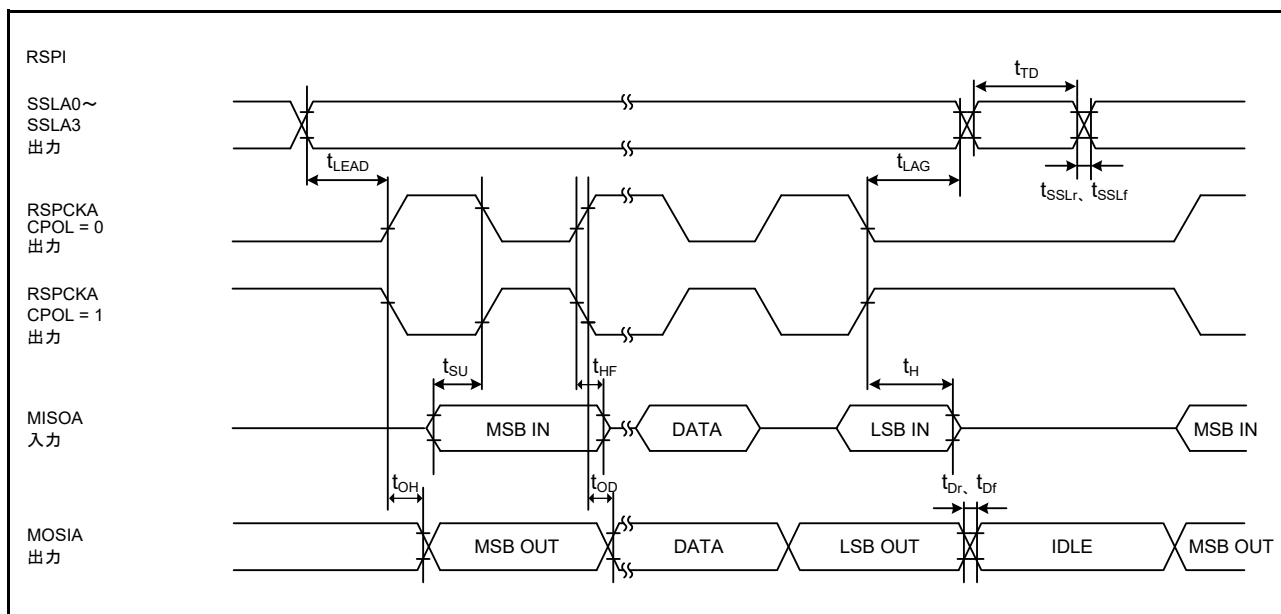 RSPI
SSLA0～
SSLA3
出力
tTD
tLEAD
tLAG
tSSLr、tSSLf
RSPCKA
CPOL = 0
出力
RSPCKA
CPOL = 1
出力
tSU
tHF
tH
MISOA
入力
MSB IN
DATA
LSB IN
MSB IN
tOH
tOD
tDr、tDf
MOSIA
出力
MSB OUT
DATA
LSB OUT
IDLE
MSB OUT